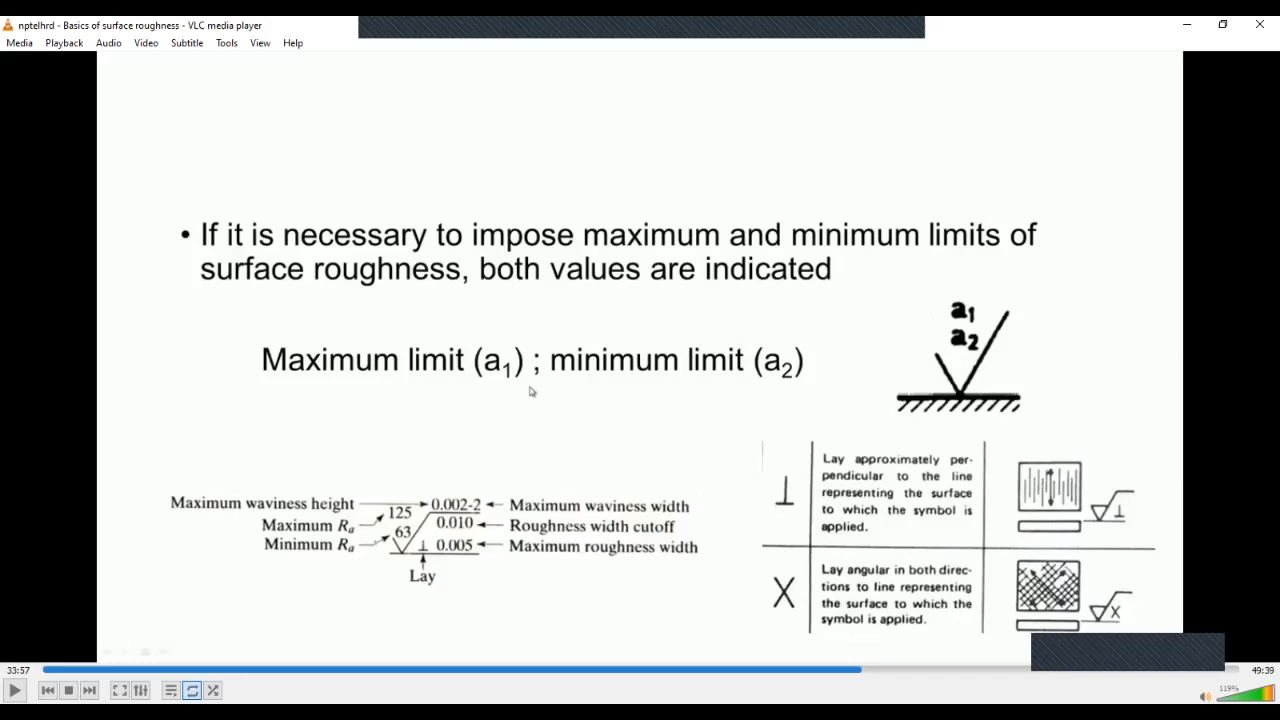 nptelhrd - Basics of surface roughness - VLC media player
Media Playback Audio Video Subtitle Tools View Help
• If it is necessary to impose maximum and minimum limits of
surface roughness, both values are indicated
a1
a2
Maximum limit (a1) ; minimum limit (a2)
Maximum waviness height
Maximum Ra
Minimum Ra
125
63
0.002-2
0.010
⊥ 0.005
Lay
Maximum waviness width
Roughness width cutoff
Maximum roughness width
⊥
Lay approximately per-
pendicular to the line
representing the surface
to which the symbol is
applied.
⊥
X
Lay angular in both direc-
tions to line representing
the surface to which the
symbol is applied.
X
33:57
49:39
119%